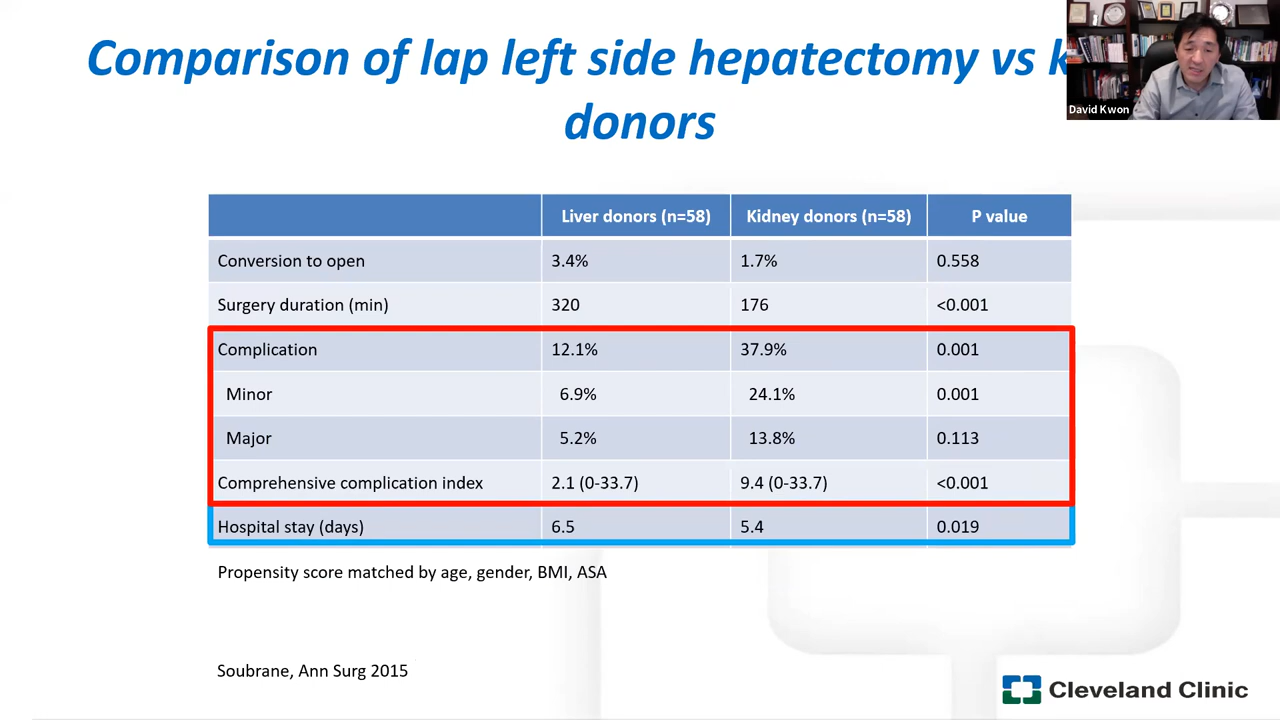 Comparison of lap left side hepatectomy vs
donors
David Kwon
Liver donors (n=58) Kidney donors (n=58) P value
Conversion to open 3.4% 1.7% 0.558
Surgery duration (min) 320 176 <0.001
Complication 12.1% 37.9% 0.001
Minor 6.9% 24.1% 0.001
Major 5.2% 13.8% 0.113
Comprehensive complication index 2.1 (0-33.7) 9.4 (0-33.7) <0.001
Hospital stay (days) 6.5 5.4 0.019
Propensity score matched by age, gender, BMI, ASA
Soubrane, Ann Surg 2015
Cleveland Clinic